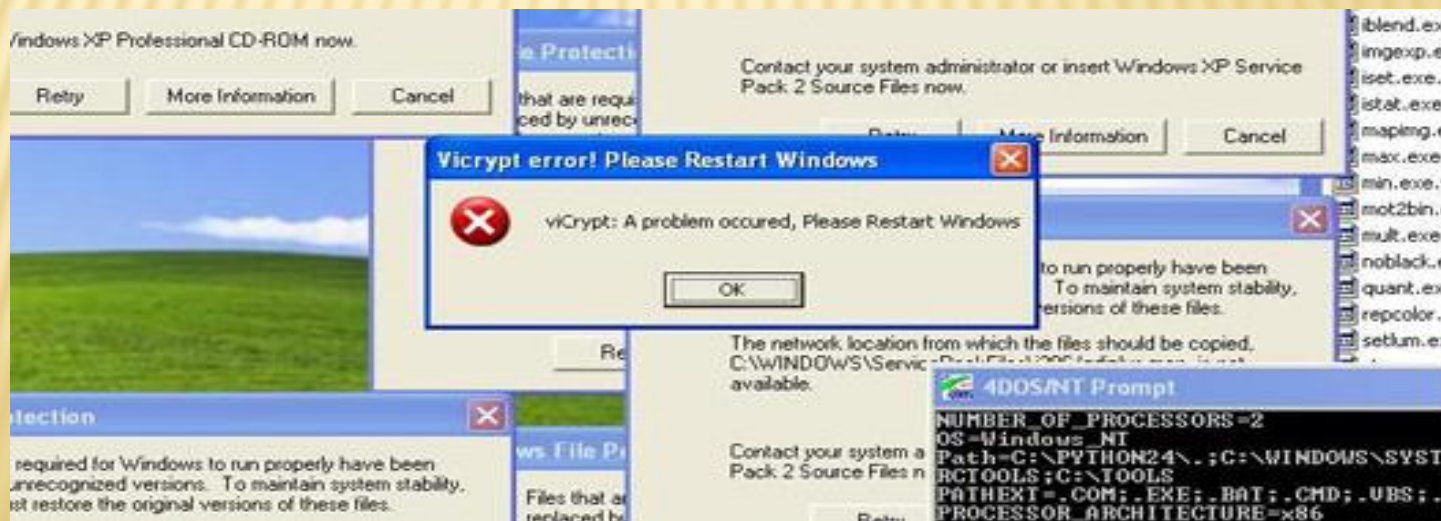 Windows XP Professional CD-ROM now.
Retry More Information Cancel
e Protecti
that are requi
ced by unrec
Contact your system administrator or insert Windows XP Service
Pack 2 Source Files now.
More Information Cancel
Vicrypt error! Please Restart Windows
viCrypt: A problem occured, Please Restart Windows
OK
to run properly have been
To maintain system stability,
ersions of these files.
The network location from which the files should be copied,
available.
Re
Contact your system a
Pack 2 Source Files n
Retry
otection
required for Windows to run properly have been
unrecognized versions. To maintain system stability,
st restore the original versions of these files.
ws File P
Files that a
replaced b
iblend.ex
imgexp.e
iset.exe.
istat.exe
mapimg.e
max.exe
min.exe.
mot2bin.
mult.exe
noblack.e
quant.ex
repcolor.
setlum.e
4DOS/NT Prompt
NUMBER_OF_PROCESSORS=2
OS=Windows_NT
Path=C:\PYTHON24\.;C:\WINDOWS\SYST
RCTOOLS;C:\TOOLS
PATHEXT=.COM;.EXE;.BAT;.CMD;.VBS;.
PROCESSOR_ARCHITECTURE=x86